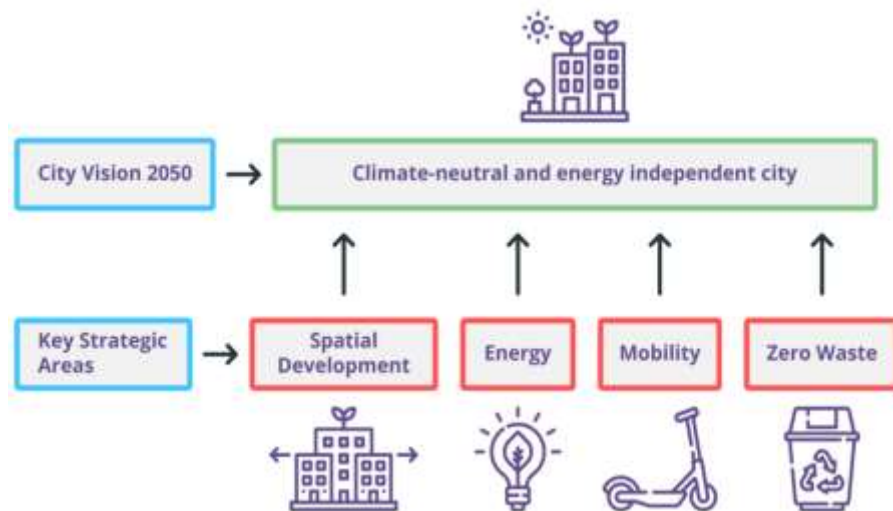 City Vision 2050
Climate-neutral and energy independent city
Key Strategic
Areas
Spatial
Development
Energy
Mobility
Zero Waste